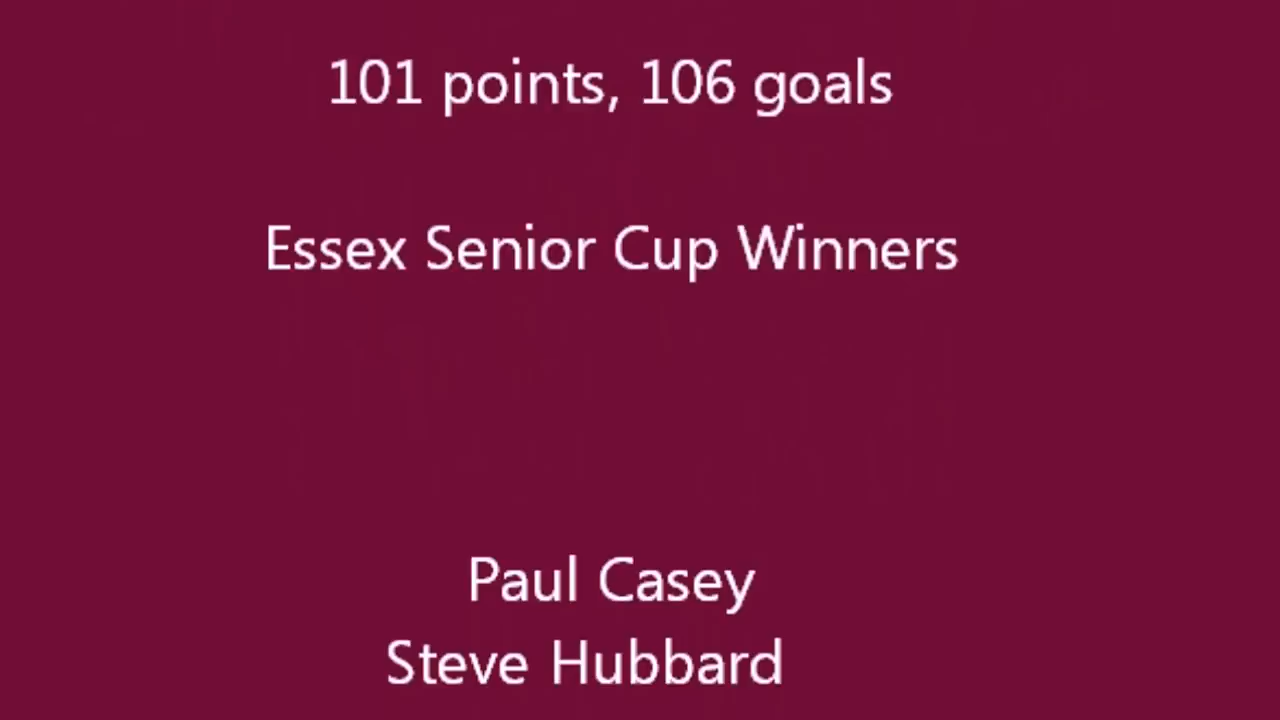 101 points, 106 goals
Essex Senior Cup Winners
Paul Casey
Steve Hubbard